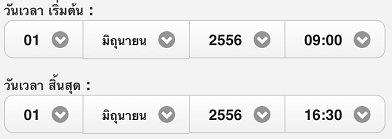 วันเวลา เริ่มต้น :
01 มิถุนายน 2556 09:00
วันเวลา สิ้นสุด :
01 มิถุนายน 2556 16:30